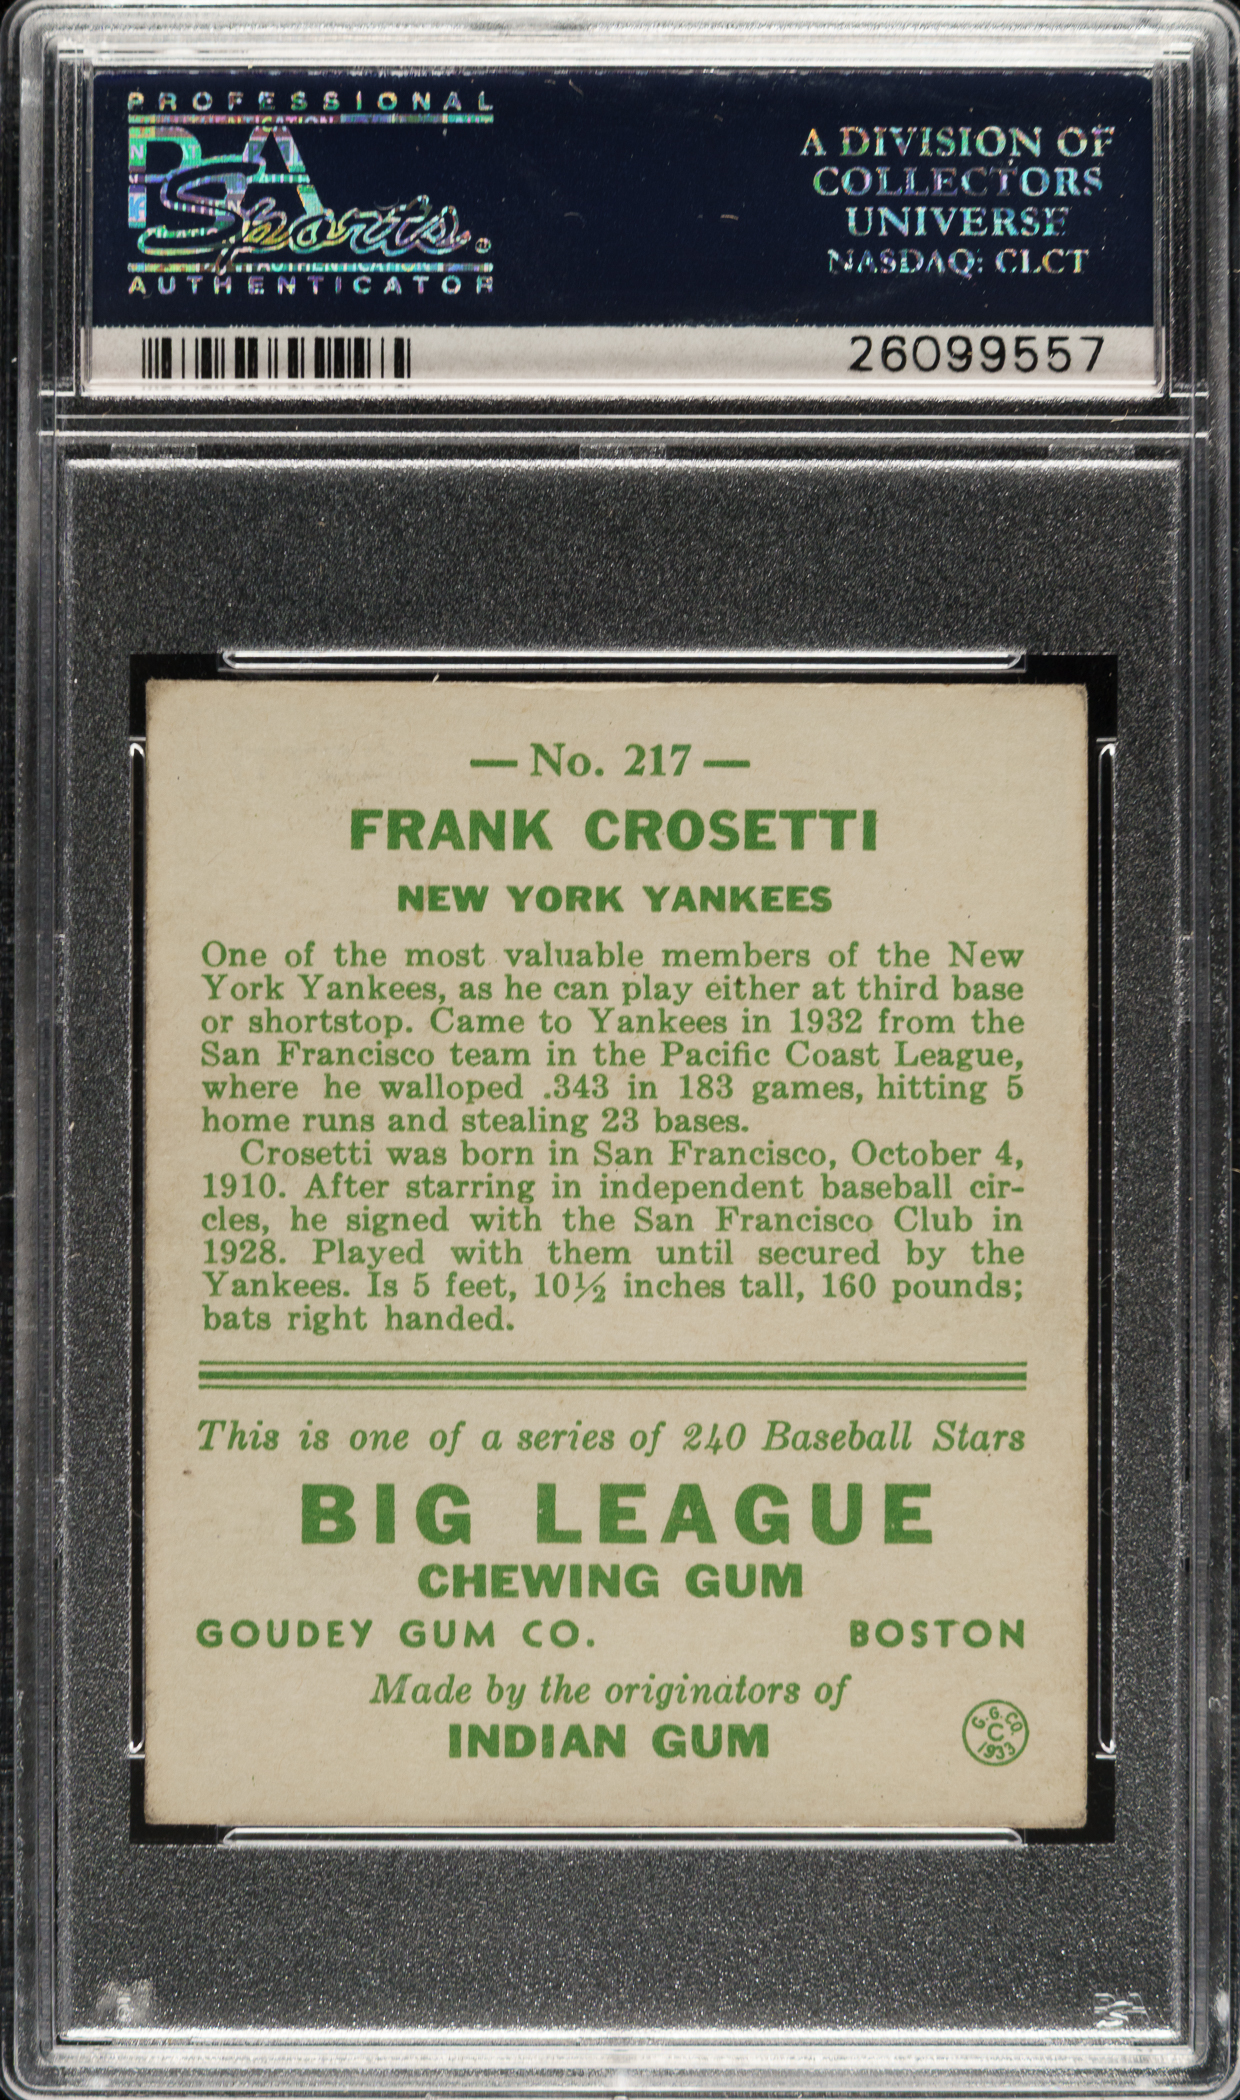 PROFESSIONAL
PSA
Sports®
AUTHENTICATOR
A DIVISION OF
COLLECTORS
UNIVERSE
NASDAQ: CLCT
26099557
— No. 217 —
FRANK CROSETTI
NEW YORK YANKEES
One of the most valuable members of the New
York Yankees, as he can play either at third base
or shortstop. Came to Yankees in 1932 from the
San Francisco team in the Pacific Coast League,
where he walloped .343 in 183 games, hitting 5
home runs and stealing 23 bases.
Crosetti was born in San Francisco, October 4,
1910. After starring in independent baseball cir-
cles, he signed with the San Francisco Club in
1928. Played with them until secured by the
Yankees. Is 5 feet, 10½ inches tall, 160 pounds;
bats right handed.
This is one of a series of 240 Baseball Stars
BIG LEAGUE
CHEWING GUM
GOUDEY GUM CO. BOSTON
Made by the originators of
INDIAN GUM
G.G.CO.
C
1933